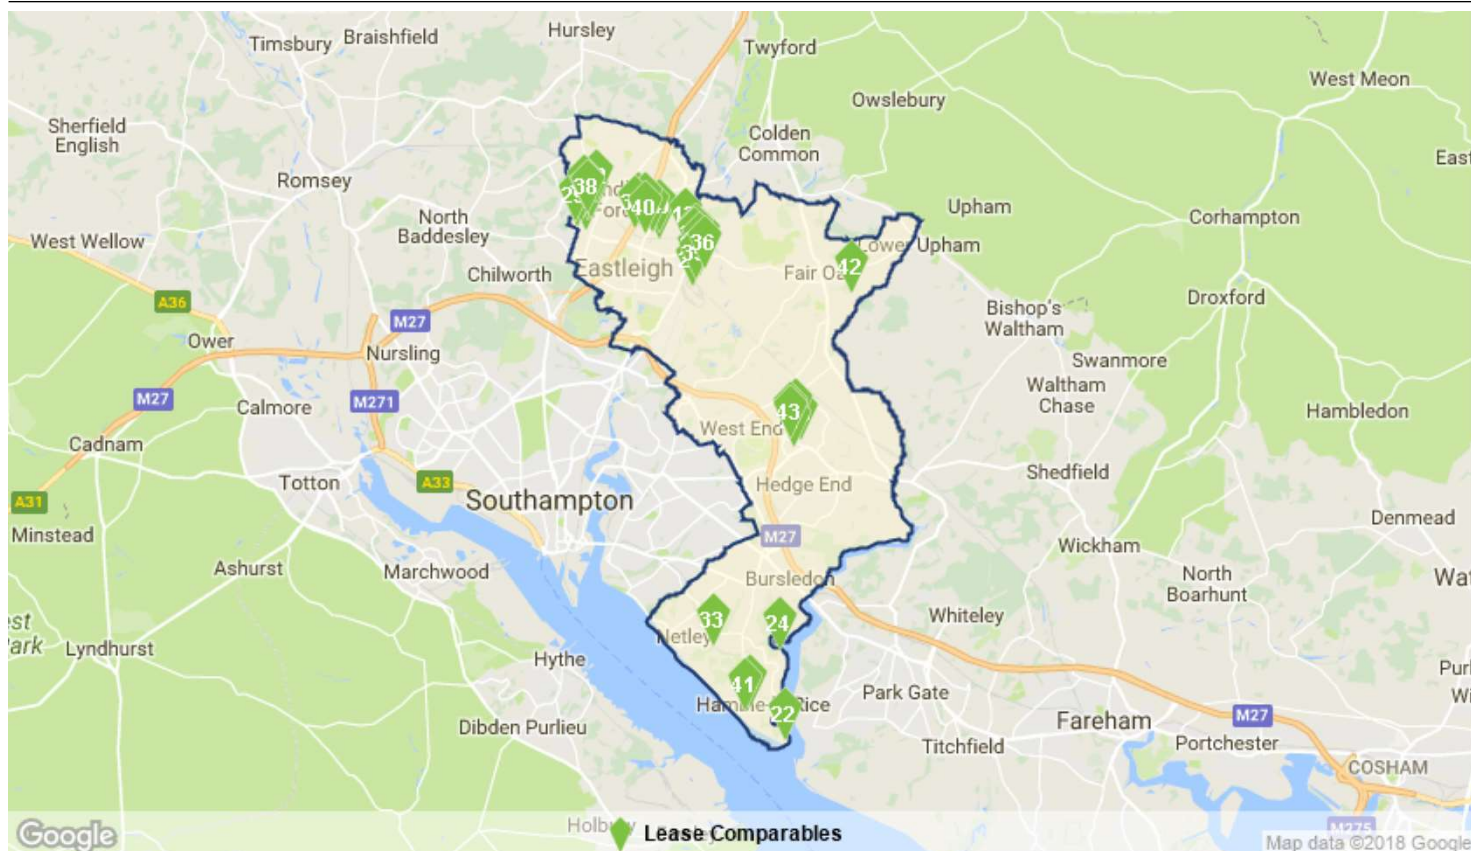 Hursley
Timsbury
Braishfield
Twyford
West Meon
Owslebury
Sherfield
English
Colden
Common
Romsey
North
Baddesley
38
40
36
42
Upham
Corhampton
West Wellow
Lower Upham
Chilworth
Eastleigh
Fair Oa
A36
M27
Bishop's
Waltham
Droxford
Ower
Nursling
Swanmore
M27
M271
Calmore
Waltham
Chase
43
Hambledon
West End
Cadnam
Shedfield
Totton
A33
Hedge End
A31
Southampton
Minstead
M27
Denmead
Wickham
Ashurst
Marchwood
Bursledon
North
Boarhunt
Whiteley
33
24
Netley
Lyndhurst
Hythe
41
22
Park Gate
Fareham
M27
Dibden Purlieu
Titchfield
Portchester
COSHAM
M275
Google
Lease Comparables
Map data ©2018 Google